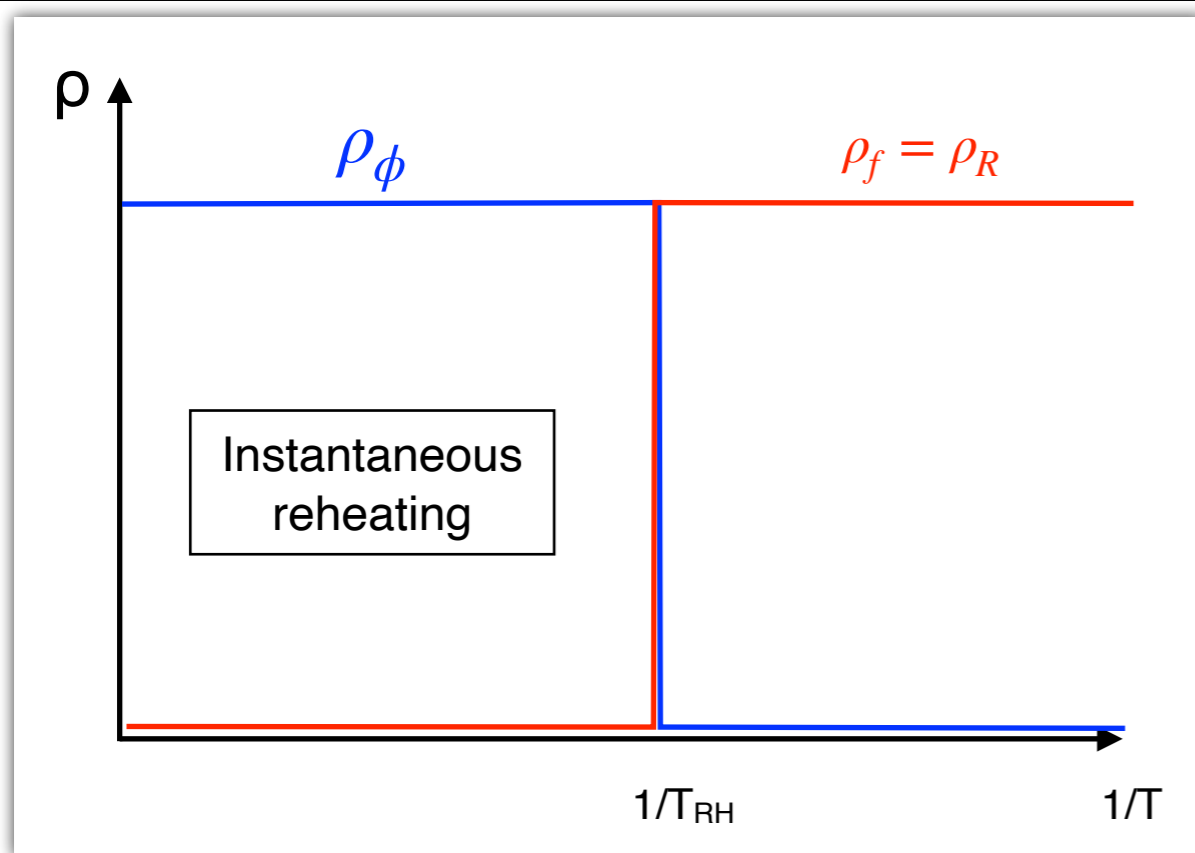 ρ
ρ_ϕ
ρ_f = ρ_R
Instantaneous
reheating
1/T_RH
1/T